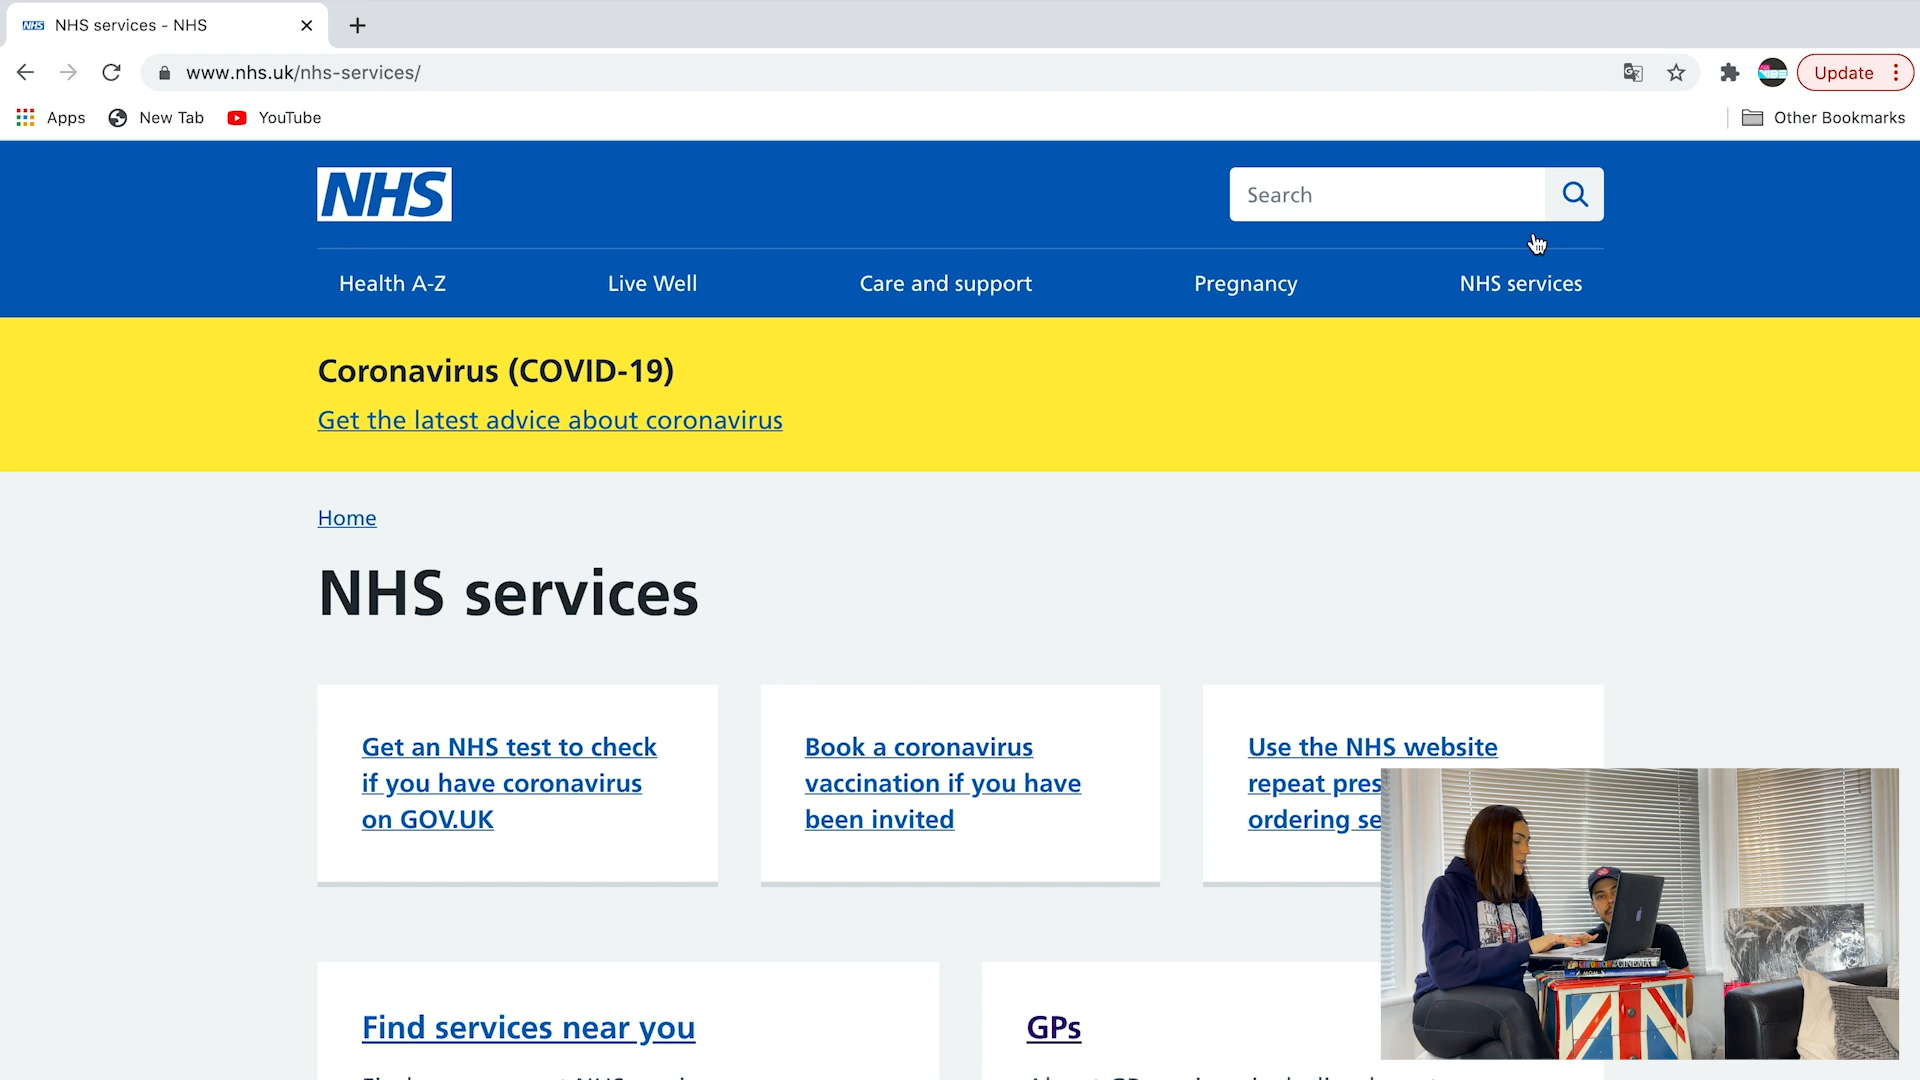 NHS NHS services - NHS
www.nhs.uk/nhs-services/
Update
Apps New Tab YouTube Other Bookmarks
NHS
Search
Health A-Z Live Well Care and support Pregnancy NHS services
Coronavirus (COVID-19)
Get the latest advice about coronavirus
Home
NHS services
Get an NHS test to check
if you have coronavirus
on GOV.UK
Book a coronavirus
vaccination if you have
been invited
Use the NHS website
repeat pres
ordering se
Find services near you
GPs
CINEMA